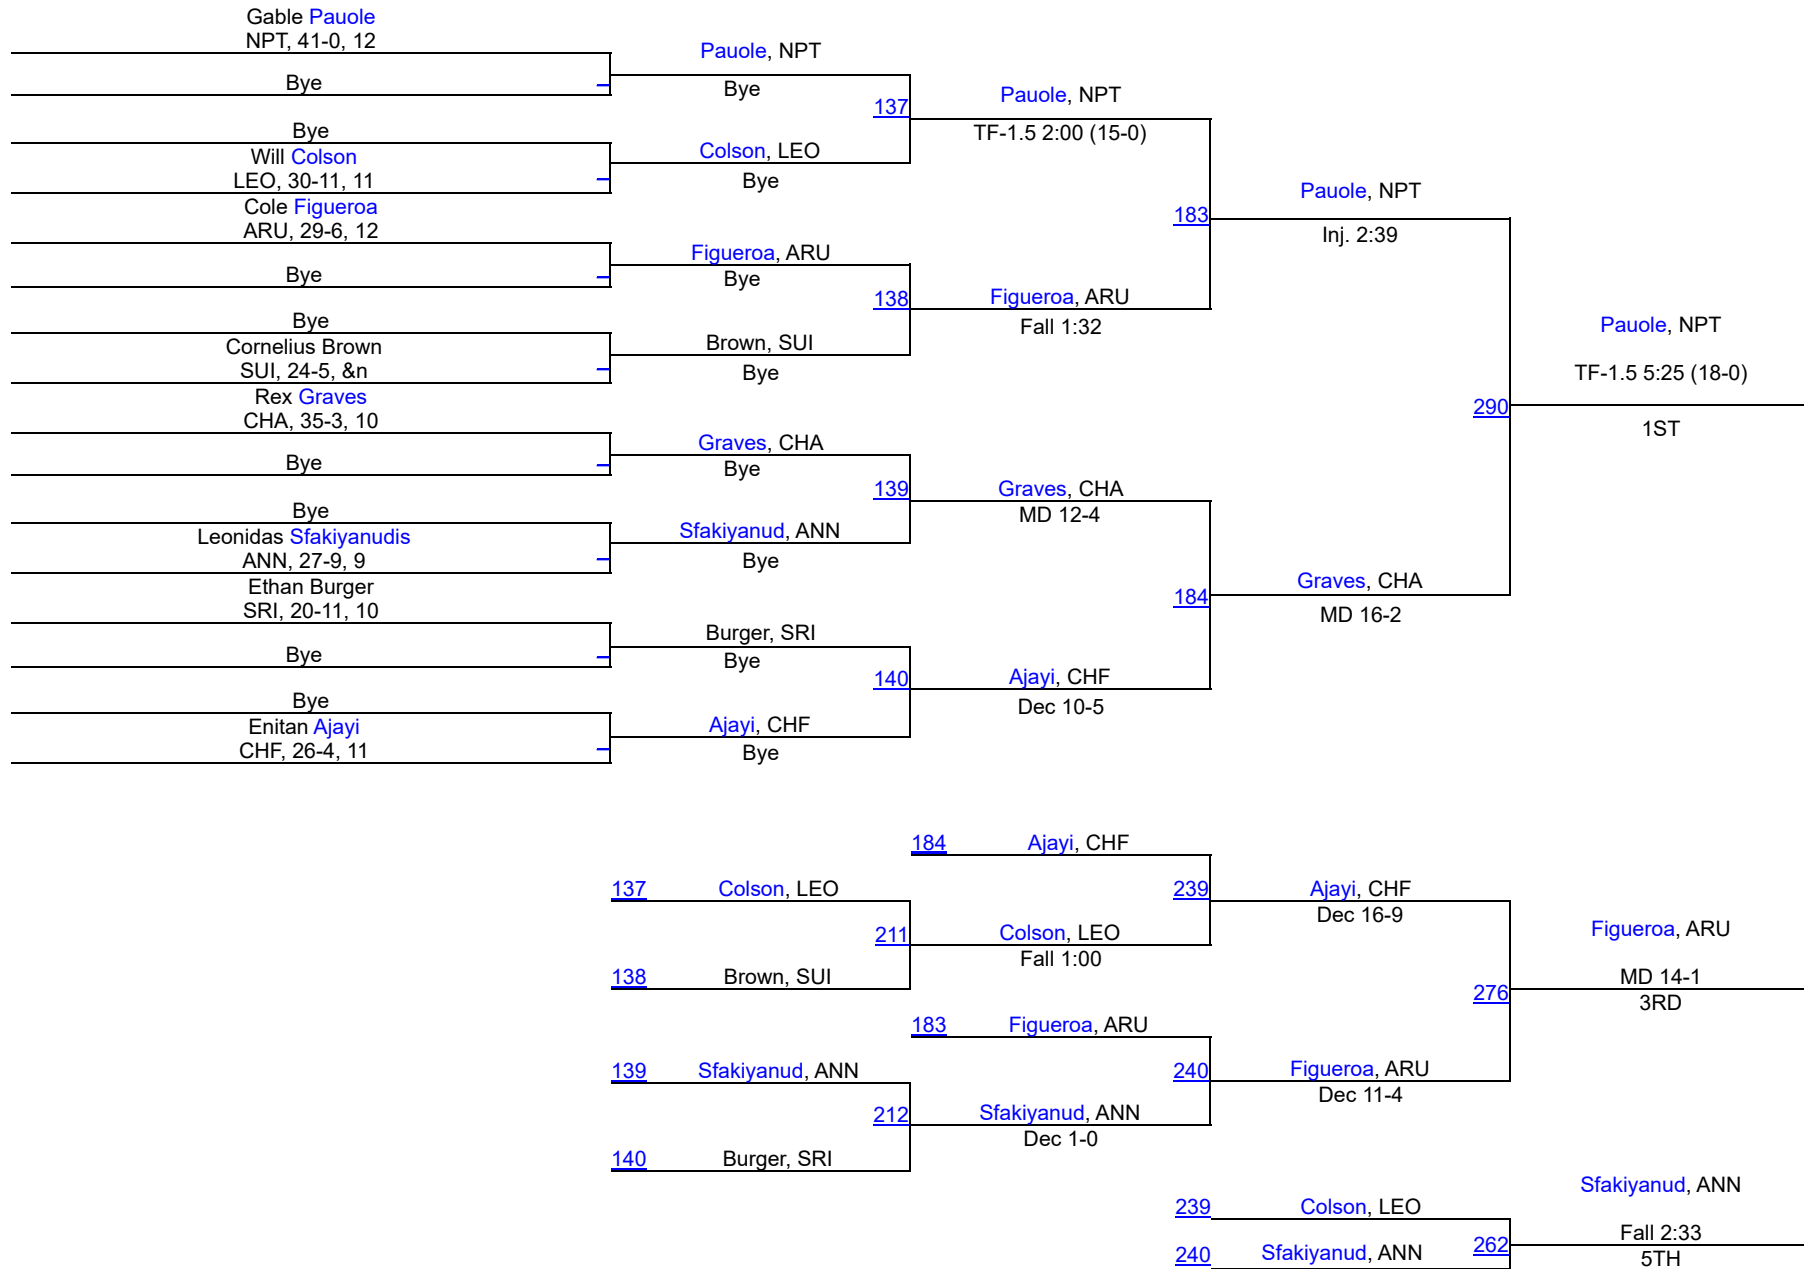 Gable Pauole
NPT, 41-0, 12
Bye
Bye
Will Colson
LEO, 30-11, 11
Cole Figueroa
ARU, 29-6, 12
Bye
Bye
Cornelius Brown
SUI, 24-5, &n
Rex Graves
CHA, 35-3, 10
Bye
Bye
Leonidas Sfakiyanudis
ANN, 27-9, 9
Ethan Burger
SRI, 20-11, 10
Bye
Bye
Enitan Ajayi
CHF, 26-4, 11
Pauole, NPT
Bye
137
Colson, LEO
Bye
Figueroa, ARU
Bye
138
Brown, SUI
Bye
Graves, CHA
Bye
139
Sfakiyanud, ANN
Bye
Burger, SRI
Bye
140
Ajayi, CHF
Bye
Pauole, NPT
TF-1.5 2:00 (15-0)
183
Figueroa, ARU
Fall 1:32
Graves, CHA
MD 12-4
184
Ajayi, CHF
Dec 10-5
Pauole, NPT
Inj. 2:39
290
Graves, CHA
MD 16-2
Pauole, NPT
TF-1.5 5:25 (18-0)
1ST
137 Colson, LEO
211
138 Brown, SUI
139 Sfakiyanud, ANN
212
140 Burger, SRI
184 Ajayi, CHF
239
Colson, LEO
Fall 1:00
183 Figueroa, ARU
240
Sfakiyanud, ANN
Dec 1-0
Ajayi, CHF
Dec 16-9
276
Figueroa, ARU
Dec 11-4
Figueroa, ARU
MD 14-1
3RD
239 Colson, LEO
262
240 Sfakiyanud, ANN
Sfakiyanud, ANN
Fall 2:33
5TH